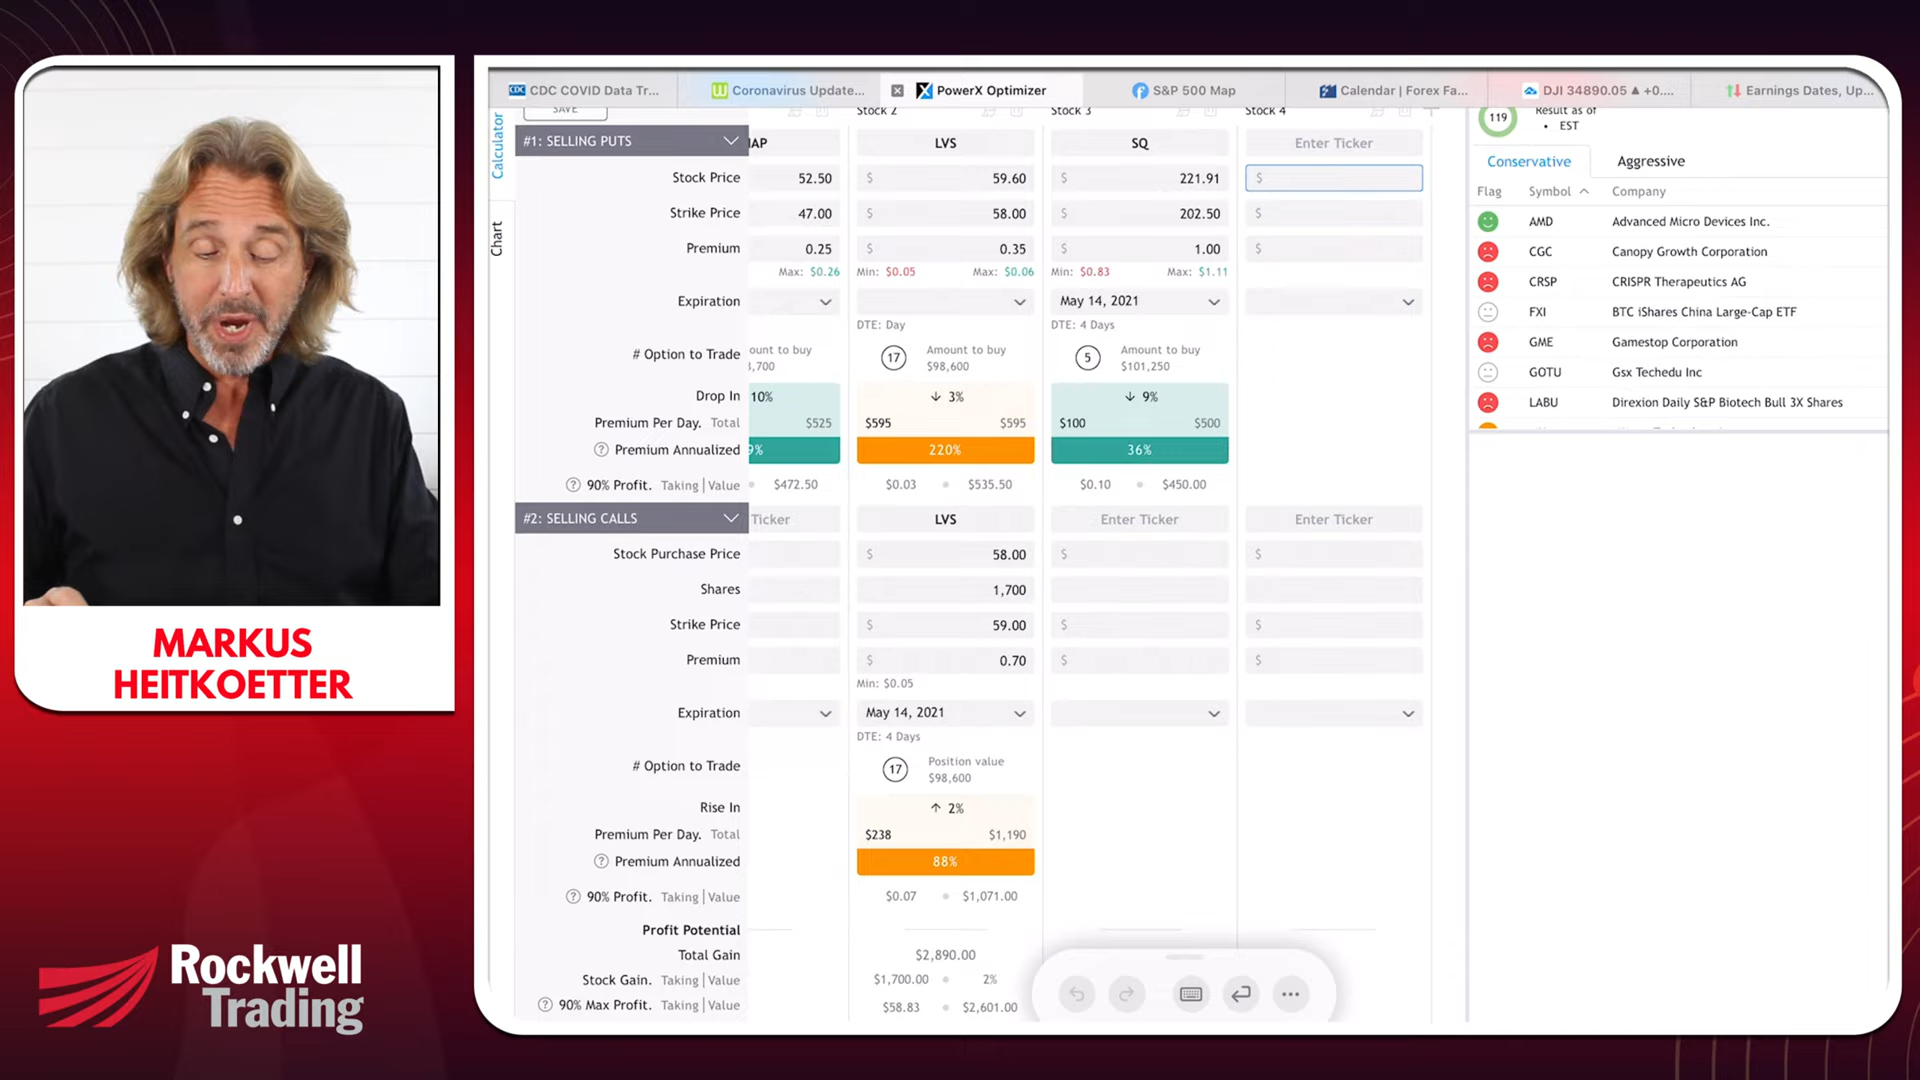 CDC COVID Data Tr...
Coronavirus Update...
PowerX Optimizer
S&P 500 Map
Calendar | Forex Fa...
DJI 34890.05 ▲ +0....
Earnings Dates, Up...
Calculator
Chart
SAVE
Stock 2
Stock 3
Stock 4
#1: SELLING PUTS
AP
LVS
SQ
Enter Ticker
Stock Price
52.50
$ 59.60
$ 221.91
$
Strike Price
47.00
$ 58.00
$ 202.50
$
Premium
0.25
$ 0.35
$ 1.00
$
Max: $0.26
Min: $0.05
Max: $0.06
Min: $0.83
Max: $1.11
Expiration
May 14, 2021
DTE: Day
DTE: 4 Days
# Option to Trade
ount to buy
,700
17
Amount to buy
$98,600
5
Amount to buy
$101,250
Drop In
10%
↓ 3%
↓ 9%
Premium Per Day. Total
$525
$595
$595
$100
$500
? Premium Annualized
9%
220%
36%
? 90% Profit. Taking | Value
$472.50
$0.03
$535.50
$0.10
$450.00
#2: SELLING CALLS
Ticker
LVS
Enter Ticker
Enter Ticker
Stock Purchase Price
$ 58.00
$
$
Shares
1,700
Strike Price
$ 59.00
$
$
Premium
$ 0.70
$
$
Min: $0.05
Expiration
May 14, 2021
DTE: 4 Days
# Option to Trade
17
Position value
$98,600
Rise In
↑ 2%
Premium Per Day. Total
$238
$1,190
? Premium Annualized
88%
? 90% Profit. Taking | Value
$0.07
$1,071.00
Profit Potential
Total Gain
$2,890.00
Stock Gain. Taking | Value
$1,700.00
2%
? 90% Max Profit. Taking | Value
$58.83
$2,601.00
119
Result as of
• EST
Conservative
Aggressive
Flag
Symbol
Company
AMD
Advanced Micro Devices Inc.
CGC
Canopy Growth Corporation
CRSP
CRISPR Therapeutics AG
FXI
BTC iShares China Large-Cap ETF
GME
Gamestop Corporation
GOTU
Gsx Techedu Inc
LABU
Direxion Daily S&P Biotech Bull 3X Shares
MARKUS
HEITKOETTER
Rockwell
Trading